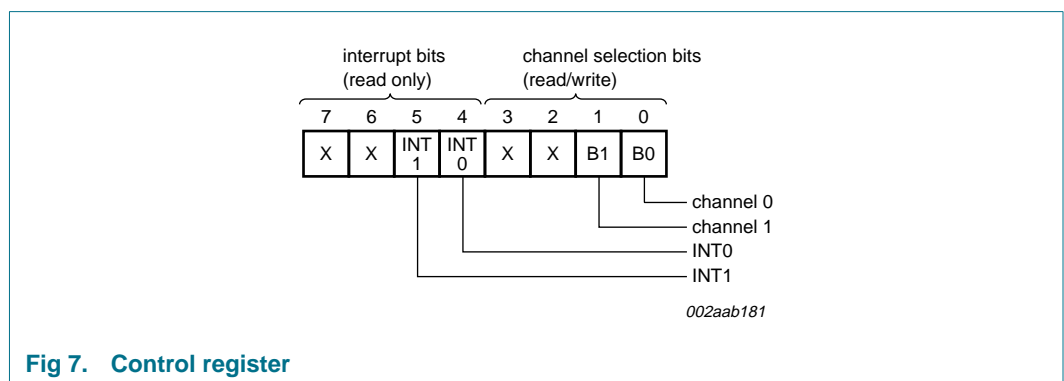 interrupt bits channel selection bits
(read only) (read/write)
7 6 5 4 3 2 1 0
X X INT 1 INT 0 X X B1 B0
channel 0
channel 1
INT0
INT1
002aab181
Fig 7. Control register